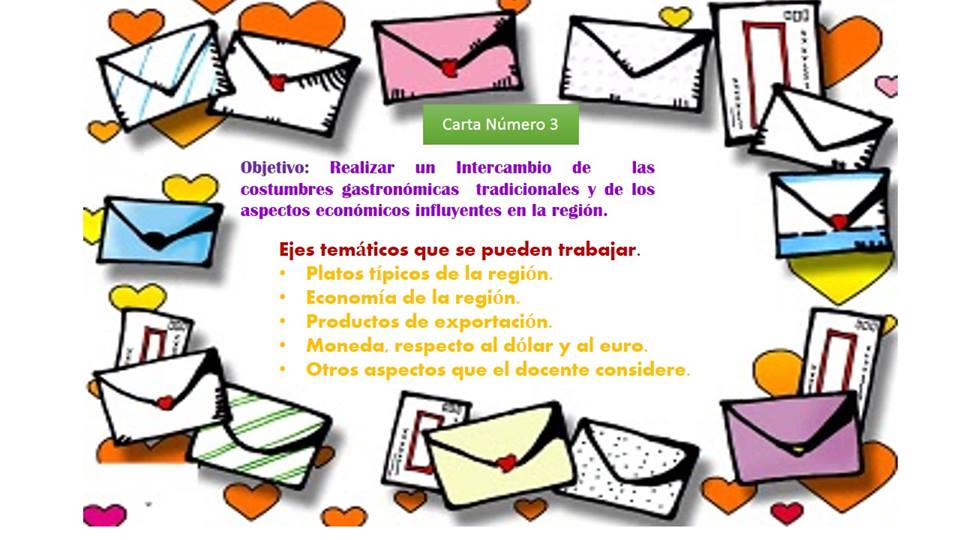 Carta Número 3
Objetivo: Realizar un Intercambio de las
costumbres gastronómicas tradicionales y de los
aspectos económicos influyentes en la región.
Ejes temáticos que se pueden trabajar.
• Platos típicos de la región.
• Economía de la región.
• Productos de exportación.
• Moneda, respecto al dólar y al euro.
• Otros aspectos que el docente considere.